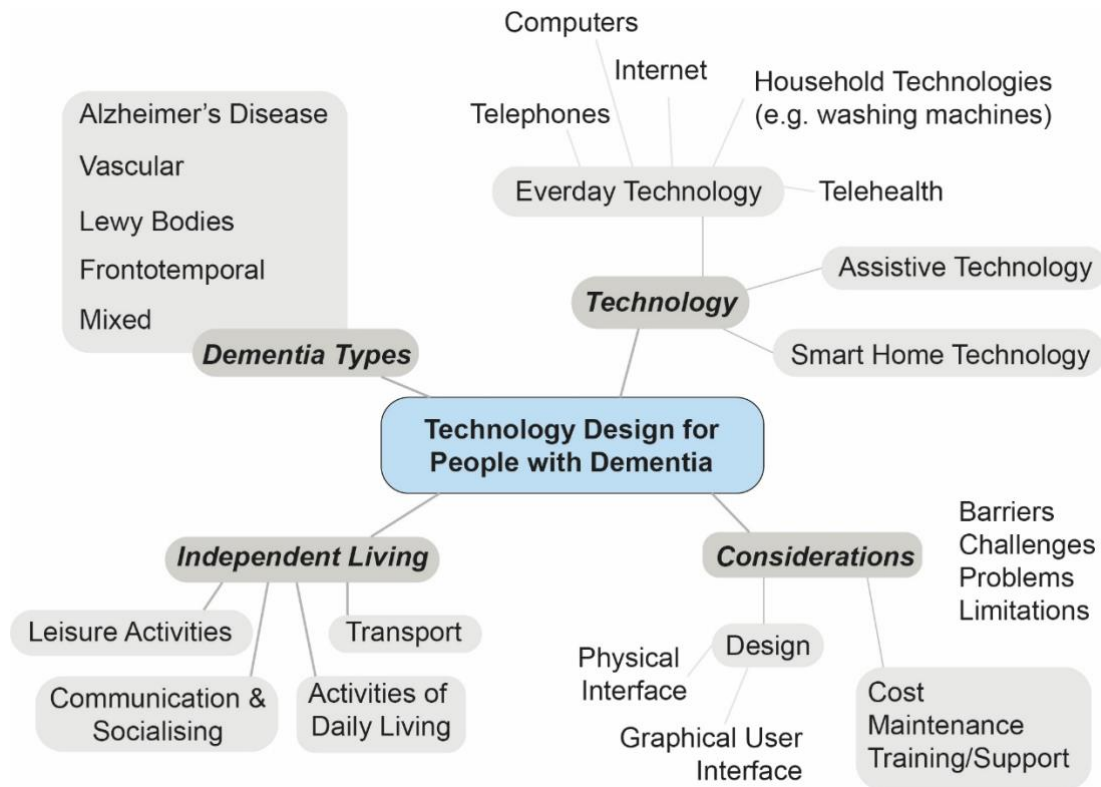 Computers
Internet
Household Technologies
(e.g. washing machines)
Telephones
Everday Technology
Telehealth
Assistive Technology
Technology
Smart Home Technology
Alzheimer’s Disease
Vascular
Lewy Bodies
Frontotemporal
Mixed
Dementia Types
Technology Design for
People with Dementia
Independent Living
Leisure Activities
Transport
Communication &
Socialising
Activities of
Daily Living
Considerations
Barriers
Challenges
Problems
Limitations
Design
Physical
Interface
Graphical User
Interface
Cost
Maintenance
Training/Support